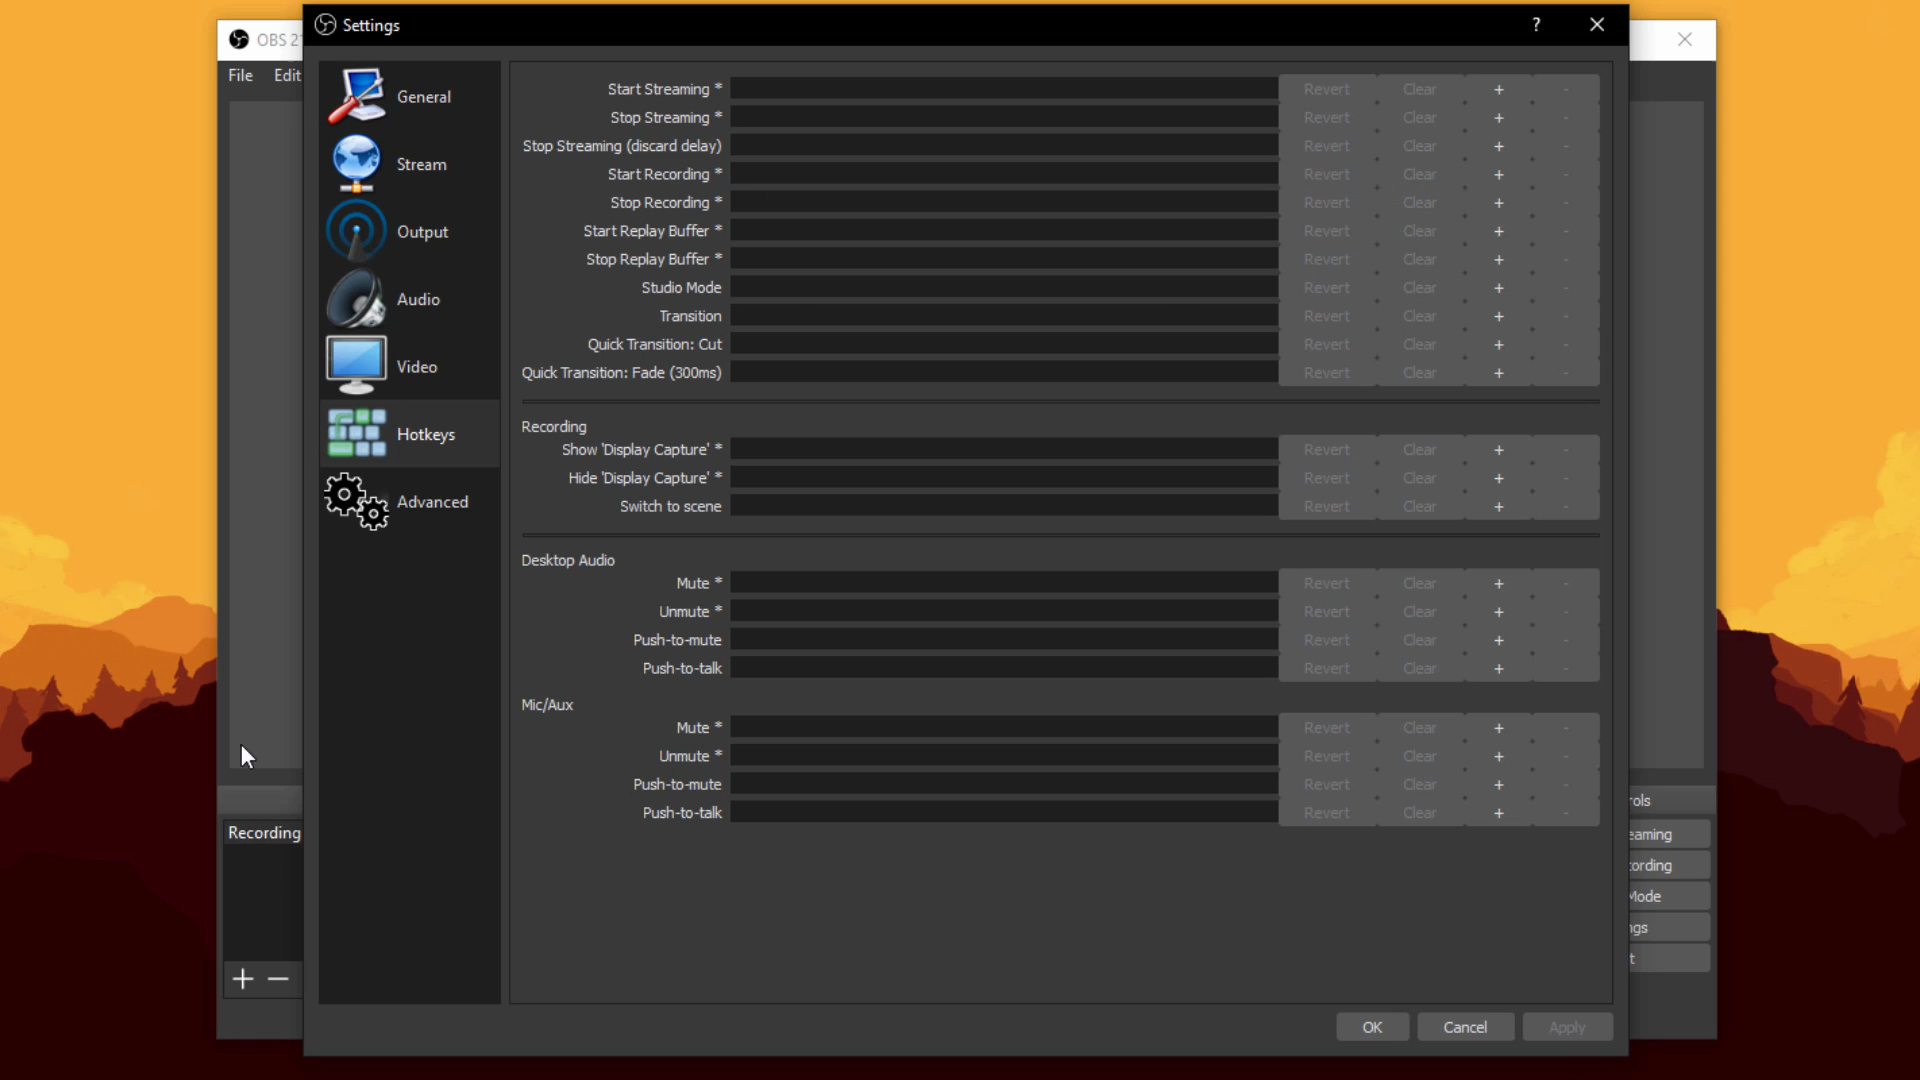 Settings ?
OBS 2
File Edit
General
Stream
Output
Audio
Video
Hotkeys
Advanced
Start Streaming * Revert Clear + -
Stop Streaming * Revert Clear + -
Stop Streaming (discard delay) Revert Clear + -
Start Recording * Revert Clear + -
Stop Recording * Revert Clear + -
Start Replay Buffer * Revert Clear + -
Stop Replay Buffer * Revert Clear + -
Studio Mode Revert Clear + -
Transition Revert Clear + -
Quick Transition: Cut Revert Clear + -
Quick Transition: Fade (300ms) Revert Clear + -
Recording
Show 'Display Capture' * Revert Clear + -
Hide 'Display Capture' * Revert Clear + -
Switch to scene Revert Clear + -
Desktop Audio
Mute * Revert Clear + -
Unmute * Revert Clear + -
Push-to-mute Revert Clear + -
Push-to-talk Revert Clear + -
Mic/Aux
Mute * Revert Clear + -
Unmute * Revert Clear + -
Push-to-mute Revert Clear + -
Push-to-talk Revert Clear + -
Recording
rols
eaming
cording
Mode
ngs
t
OK Cancel Apply